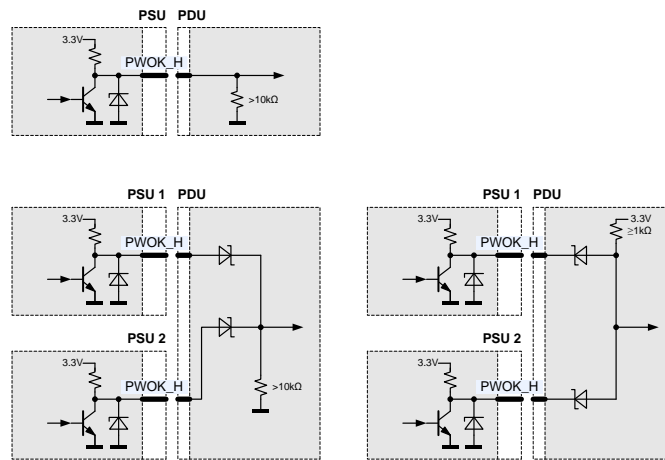 PSU PDU
3.3V
PWOK_H
>10kΩ
PSU 1 PDU
3.3V
PWOK_H
PSU 2
3.3V
PWOK_H
>10kΩ
PSU 1 PDU
3.3V
PWOK_H
3.3V
≥1kΩ
PSU 2
3.3V
PWOK_H